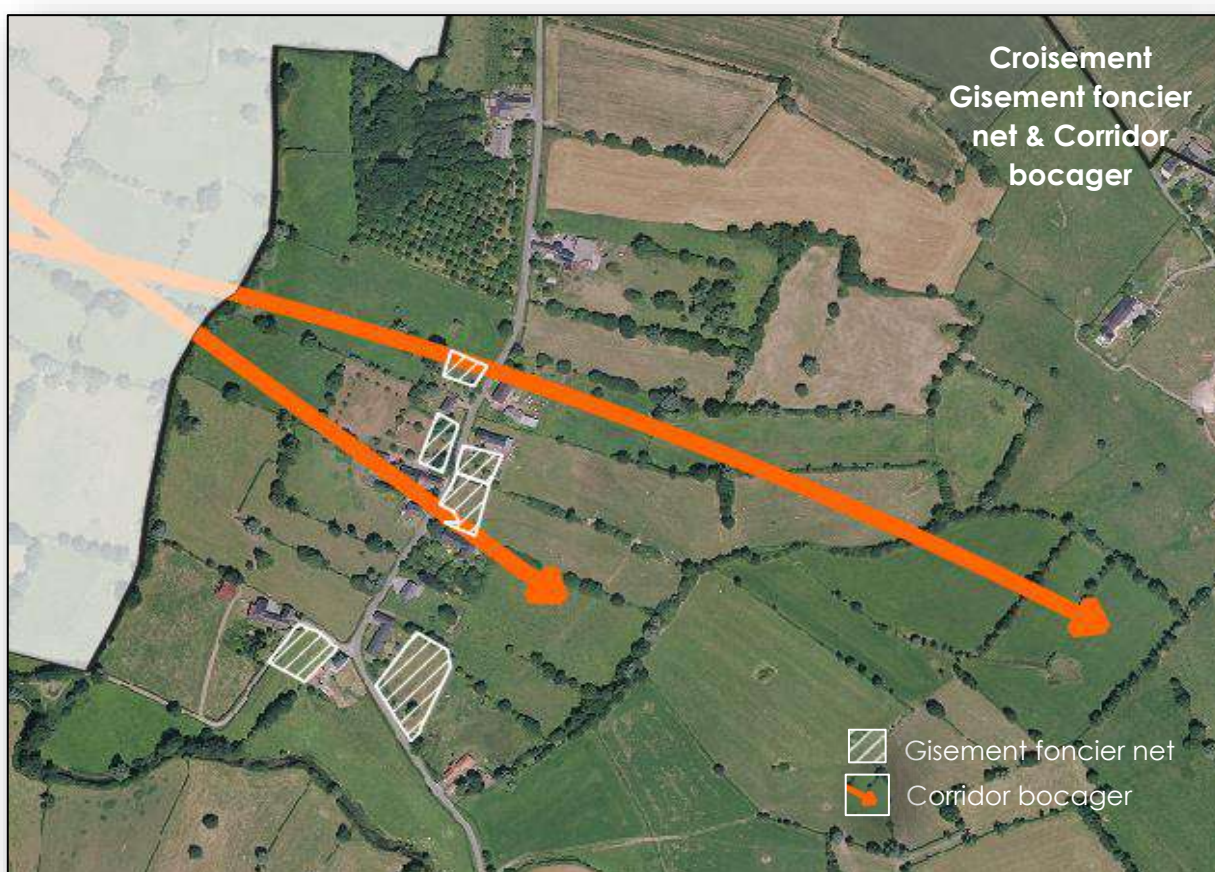 Croisement
Gisement foncier
net & Corridor
bocager
Gisement foncier net
Corridor bocager